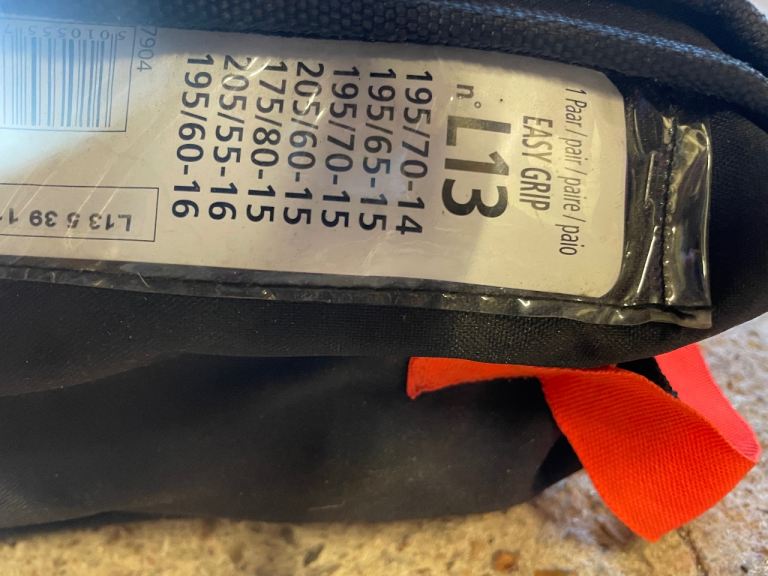 1 Paar / pair / paire / paio
EASY GRIP
n° L13
195/70-14
195/65-15
195/70-15
205/60-15
175/80-15
205/55-16
195/60-16
7904
L13 5 39 1